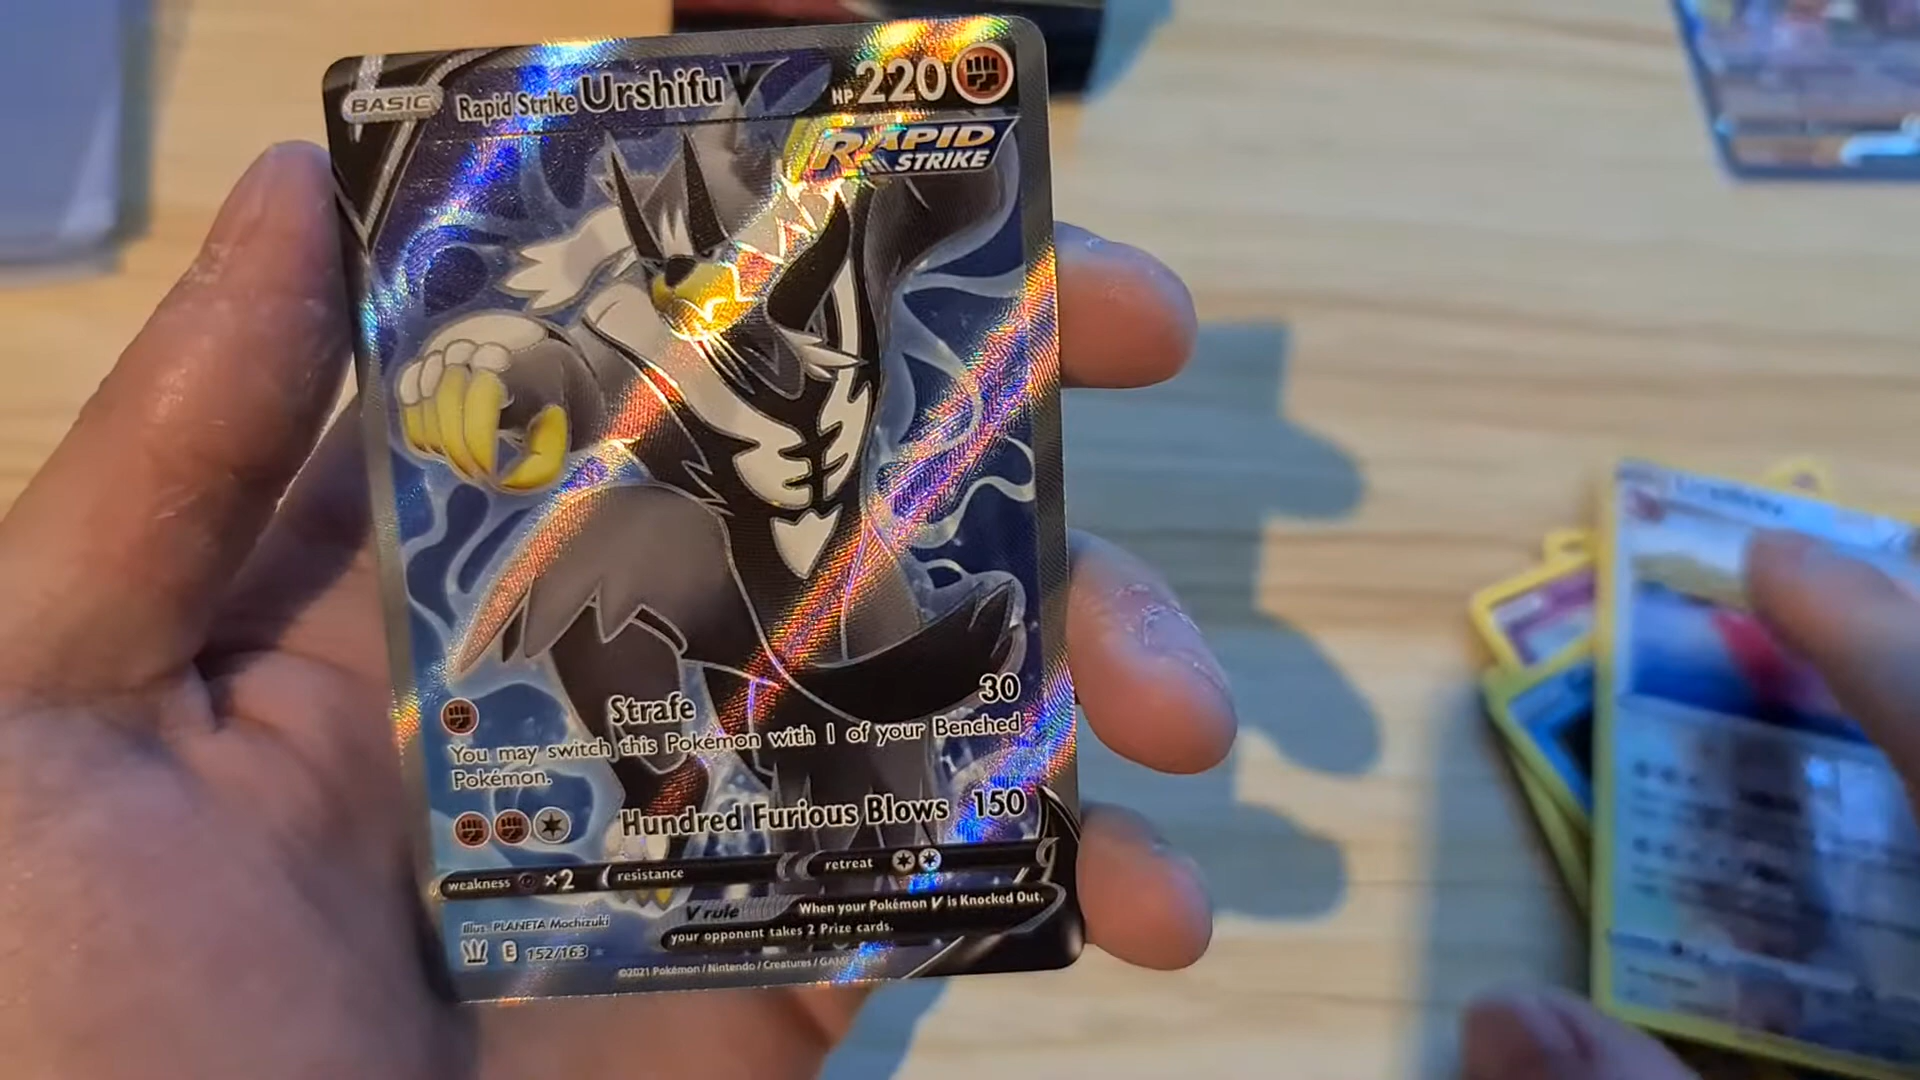 BASIC Rapid Strike Urshifu V HP 220
RAPID
STRIKE
Strafe 30
You may switch this Pokémon with 1 of your Benched
Pokémon.
Hundred Furious Blows 150
weakness ×2 resistance retreat
V rule When your Pokémon V is Knocked Out,
your opponent takes 2 Prize cards.
Illus. PLANETA Mochizuki
E 152/163
©2021 Pokémon / Nintendo / Creatures /